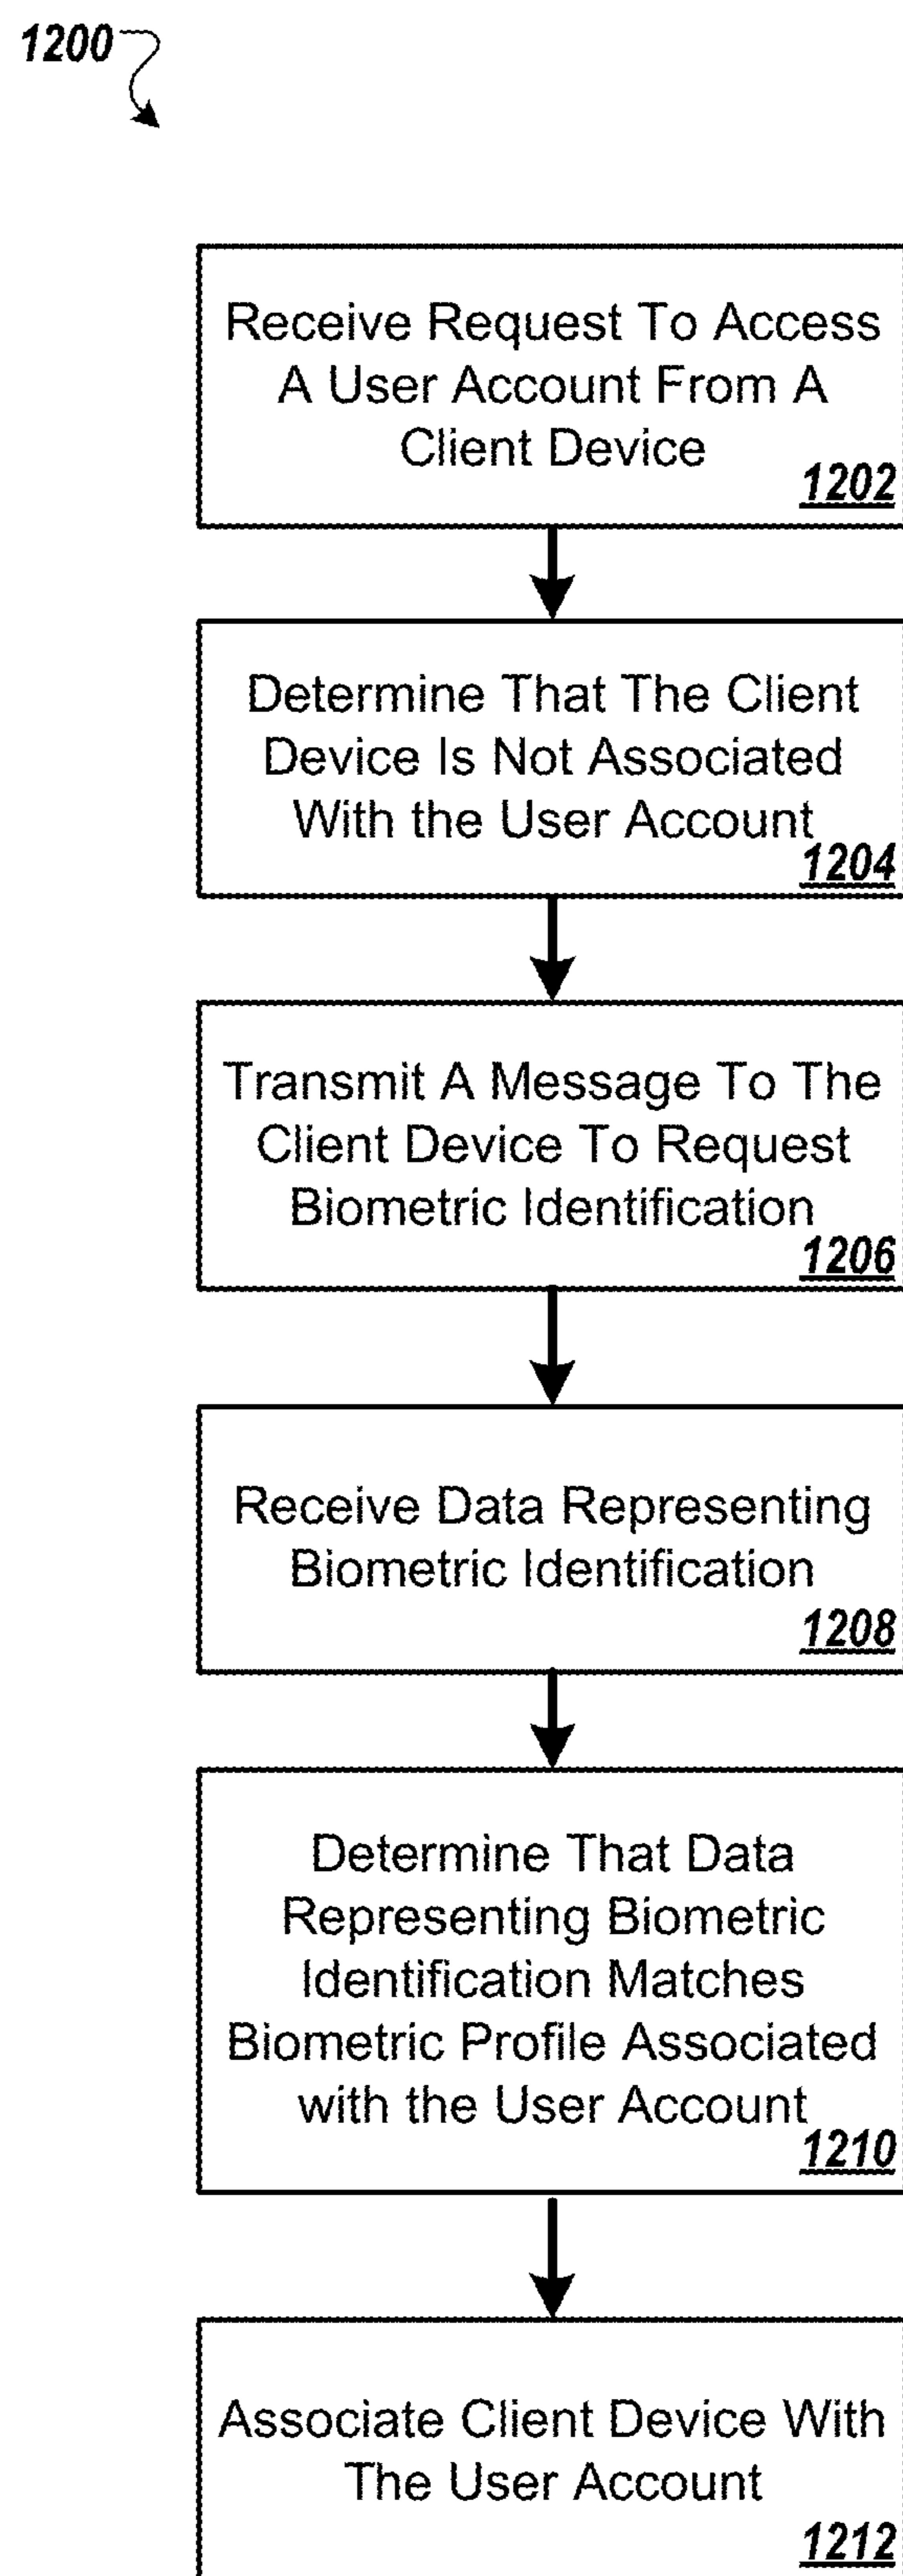 1200
Receive Request To Access
A User Account From A
Client Device
1202
Determine That The Client
Device Is Not Associated
With the User Account
1204
Transmit A Message To The
Client Device To Request
Biometric Identification
1206
Receive Data Representing
Biometric Identification
1208
Determine That Data
Representing Biometric
Identification Matches
Biometric Profile Associated
with the User Account
1210
Associate Client Device With
The User Account
1212